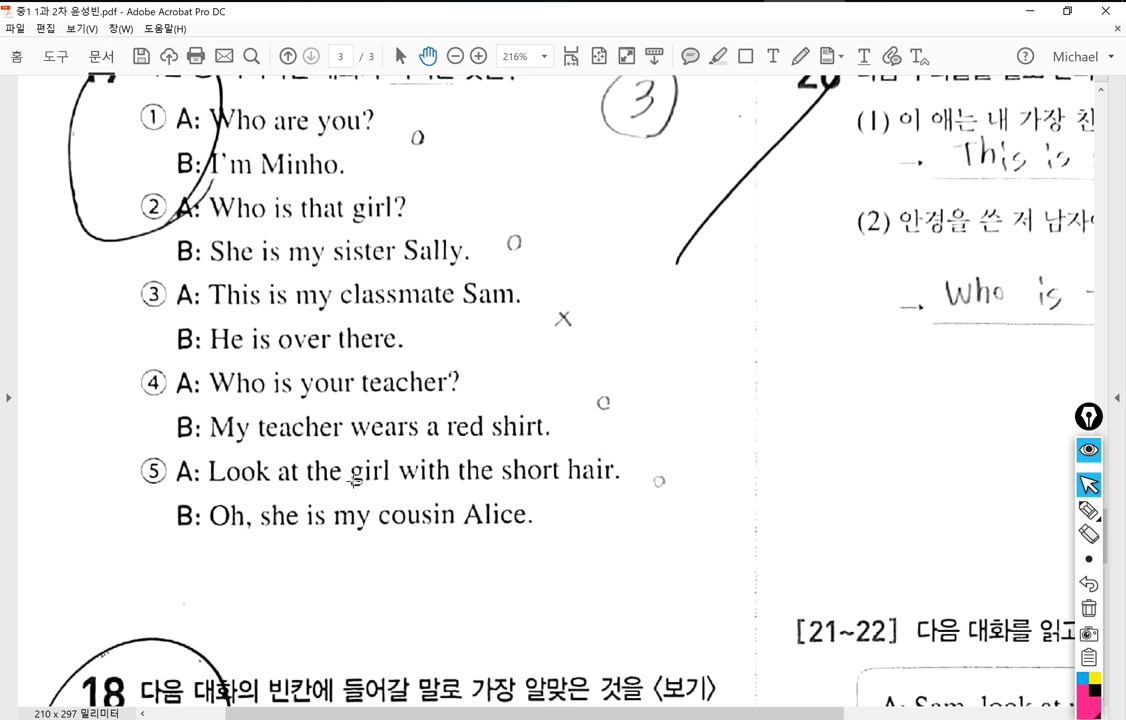 중1 1과 2차 윤성빈.pdf - Adobe Acrobat Pro DC
파일 편집 보기(V) 창(W) 도움말(H)
홈 도구 문서 3 / 3 216% Michael
① A: Who are you?
B: I'm Minho.
② A: Who is that girl?
B: She is my sister Sally.
③ A: This is my classmate Sam.
B: He is over there.
④ A: Who is your teacher?
B: My teacher wears a red shirt.
⑤ A: Look at the girl with the short hair.
B: Oh, she is my cousin Alice.
3
18 다음 대화의 빈칸에 들어갈 말로 가장 알맞은 것을 〈보기〉
20
(1) 이 애는 내 가장 친
→ This is
(2) 안경을 쓴 저 남자
→ Who is
[21~22] 다음 대화를 읽고
A: Sam, look at
210 x 297 밀리미터